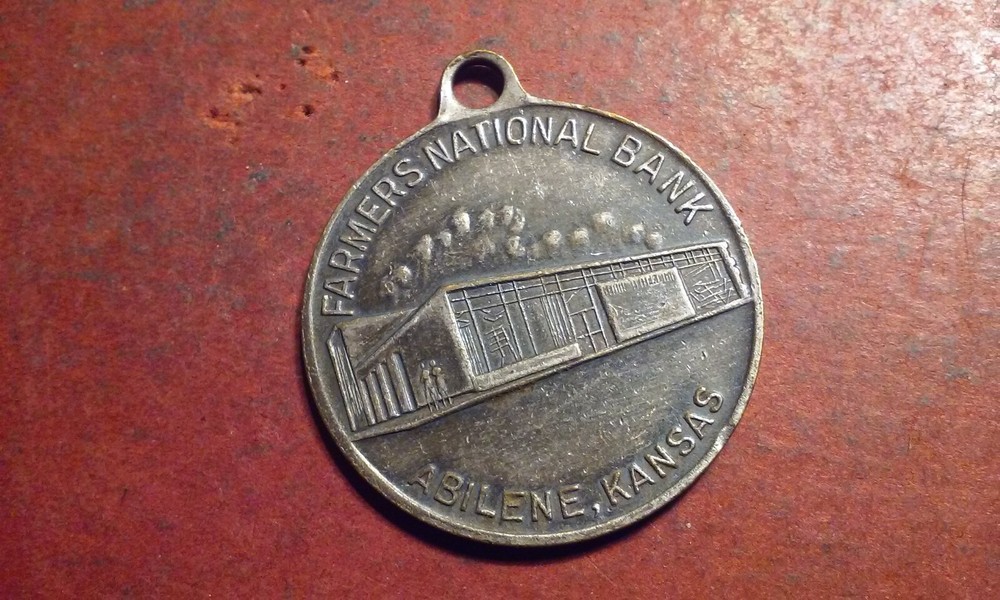 FARMERS NATIONAL BANK
ABILENE, KANSAS